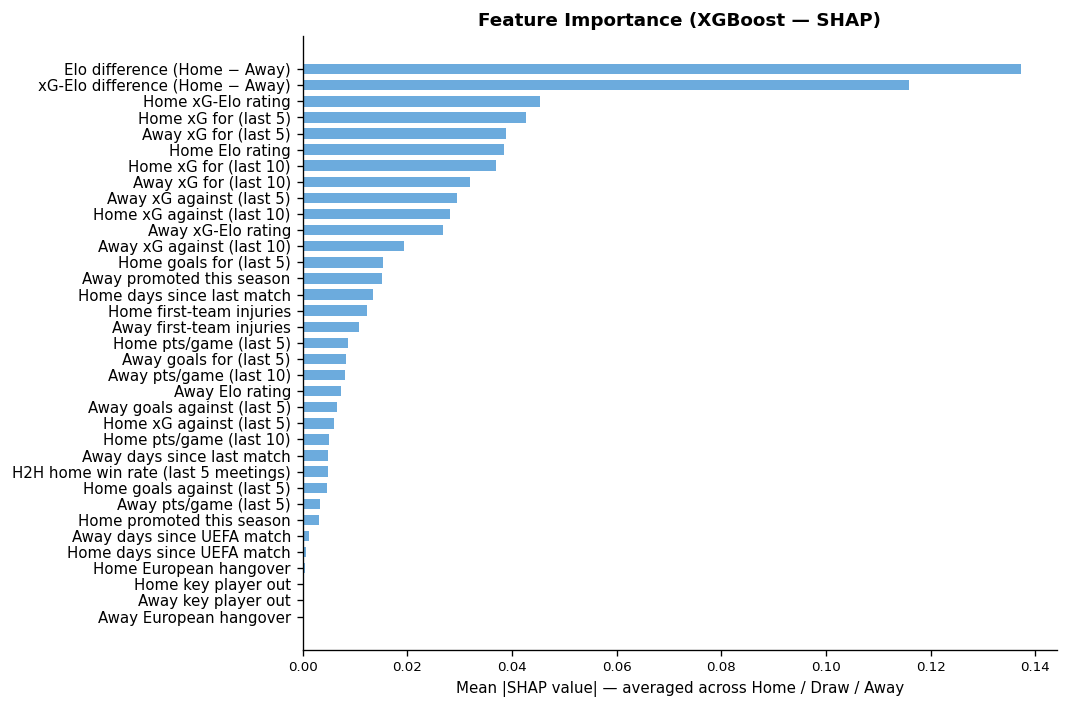 Feature Importance (XGBoost — SHAP)
Elo difference (Home − Away)
xG-Elo difference (Home − Away)
Home xG-Elo rating
Home xG for (last 5)
Away xG for (last 5)
Home Elo rating
Home xG for (last 10)
Away xG for (last 10)
Away xG against (last 5)
Home xG against (last 10)
Away xG-Elo rating
Away xG against (last 10)
Home goals for (last 5)
Away promoted this season
Home days since last match
Home first-team injuries
Away first-team injuries
Home pts/game (last 5)
Away goals for (last 5)
Away pts/game (last 10)
Away Elo rating
Away goals against (last 5)
Home xG against (last 5)
Home pts/game (last 10)
Away days since last match
H2H home win rate (last 5 meetings)
Home goals against (last 5)
Away pts/game (last 5)
Home promoted this season
Away days since UEFA match
Home days since UEFA match
Home European hangover
Home key player out
Away key player out
Away European hangover
0.00 0.02 0.04 0.06 0.08 0.10 0.12 0.14
Mean |SHAP value| — averaged across Home / Draw / Away